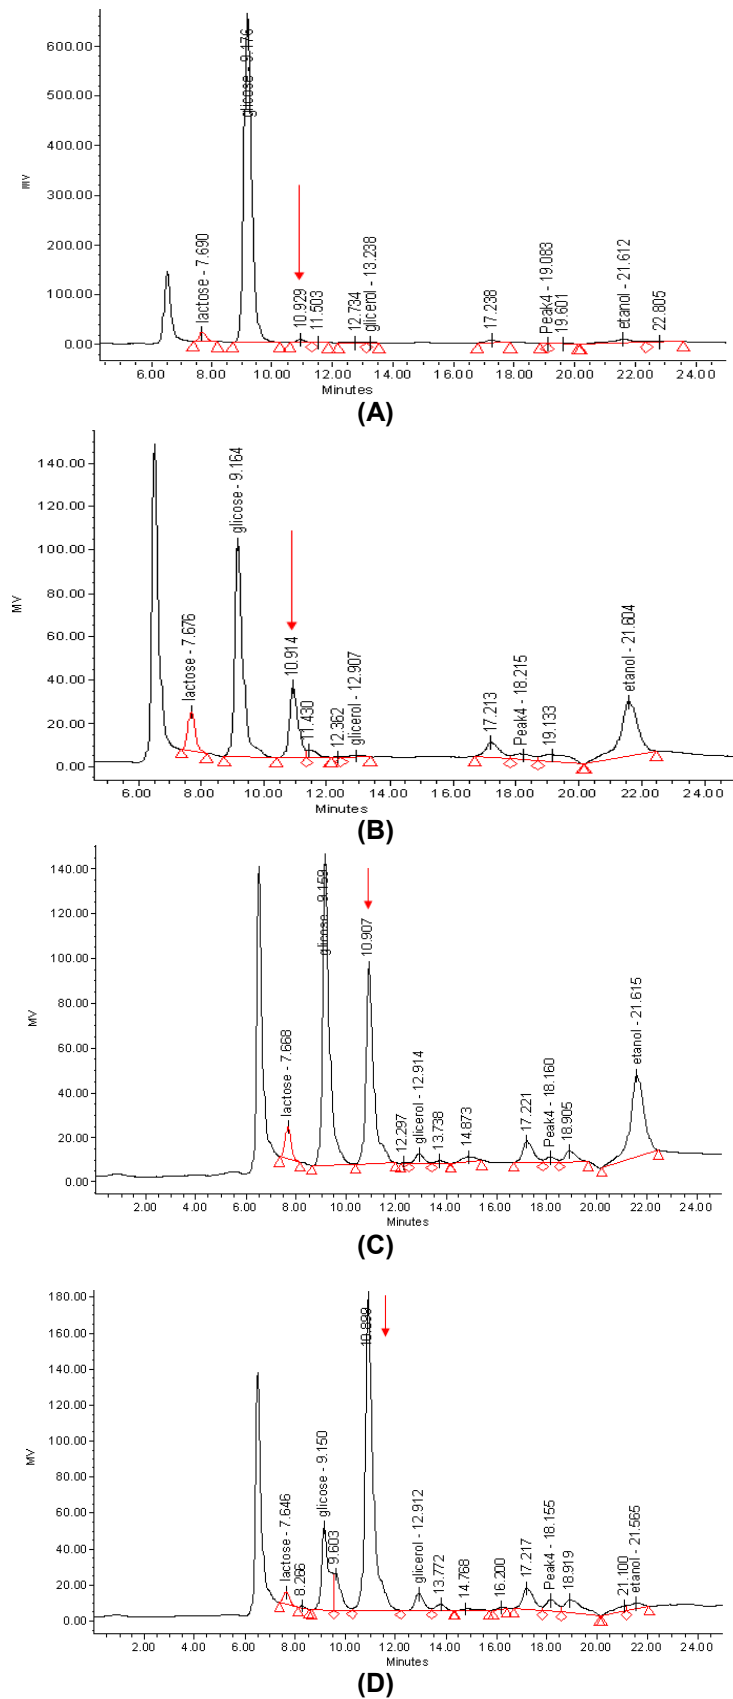 600.00
500.00
400.00
300.00
200.00
100.00
0.00
mv
lactose - 7.690
glicose - 9.176
10.929
11.503
12.734
glicerol - 13.238
17.238
Peak4 - 19.083
19.601
etanol - 21.612
22.805
6.00 8.00 10.00 12.00 14.00 16.00 18.00 20.00 22.00 24.00
Minutes
(A)
140.00
120.00
100.00
80.00
60.00
40.00
20.00
0.00
MV
lactose - 7.676
glicose - 9.164
10.914
11.430
12.362
glicerol - 12.907
17.213
Peak4 - 18.215
19.133
etanol - 21.604
6.00 8.00 10.00 12.00 14.00 16.00 18.00 20.00 22.00 24.00
Minutes
(B)
140.00
120.00
100.00
80.00
60.00
40.00
20.00
0.00
MV
lactose - 7.668
glicose - 9.159
10.907
12.297
glicerol - 12.914
13.738
14.873
17.221
Peak4 - 18.160
18.905
etanol - 21.615
2.00 4.00 6.00 8.00 10.00 12.00 14.00 16.00 18.00 20.00 22.00 24.00
Minutes
(C)
180.00
160.00
140.00
120.00
100.00
80.00
60.00
40.00
20.00
0.00
MV
lactose - 7.646
8.266
glicose - 9.150
9.603
glicerol - 12.912
13.772
14.768
16.200
17.217
Peak4 - 18.155
18.919
21.100
etanol - 21.565
2.00 4.00 6.00 8.00 10.00 12.00 14.00 16.00 18.00 20.00 22.00 24.00
Minutes
(D)